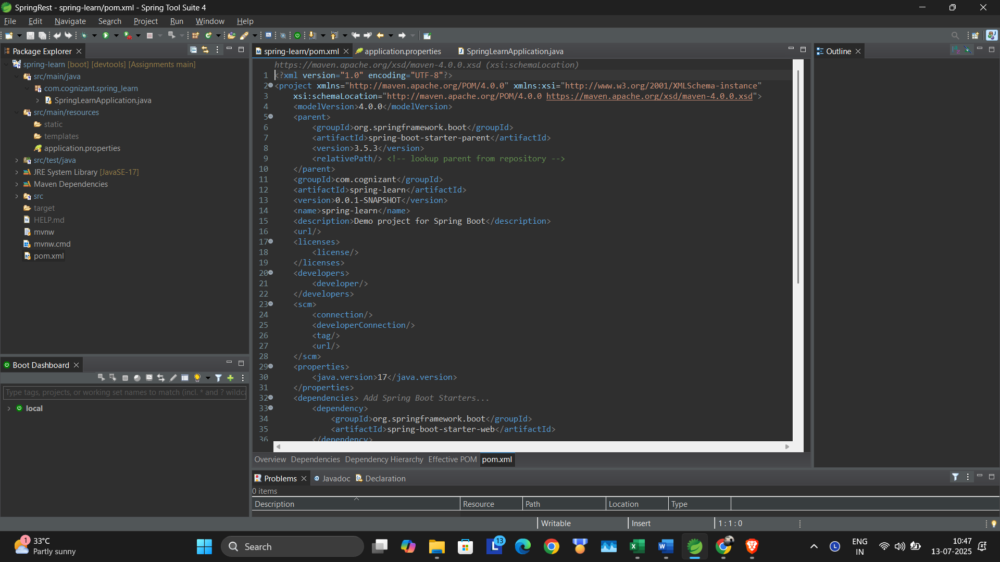 SpringRest - spring-learn/pom.xml - Spring Tool Suite 4
File Edit Navigate Search Project Run Window Help
Package Explorer
spring-learn [boot] [devtools] [Assignments main]
src/main/java
com.cognizant.spring_learn
SpringLearnApplication.java
src/main/resources
static
templates
application.properties
src/test/java
JRE System Library [JavaSE-17]
Maven Dependencies
src
target
HELP.md
mvnw
mvnw.cmd
pom.xml
Boot Dashboard
Type tags, projects, or working set names to match (incl. * and ? wildca
local
spring-learn/pom.xml application.properties SpringLearnApplication.java
https://maven.apache.org/xsd/maven-4.0.0.xsd (xsi:schemaLocation)
1 <?xml version="1.0" encoding="UTF-8"?>
2 <project xmlns="http://maven.apache.org/POM/4.0.0" xmlns:xsi="http://www.w3.org/2001/XMLSchema-instance"
3 xsi:schemaLocation="http://maven.apache.org/POM/4.0.0 https://maven.apache.org/xsd/maven-4.0.0.xsd">
4 <modelVersion>4.0.0</modelVersion>
5 <parent>
6 <groupId>org.springframework.boot</groupId>
7 <artifactId>spring-boot-starter-parent</artifactId>
8 <version>3.5.3</version>
9 <relativePath/> <!-- lookup parent from repository -->
10 </parent>
11 <groupId>com.cognizant</groupId>
12 <artifactId>spring-learn</artifactId>
13 <version>0.0.1-SNAPSHOT</version>
14 <name>spring-learn</name>
15 <description>Demo project for Spring Boot</description>
16 <url/>
17 <licenses>
18 <license/>
19 </licenses>
20 <developers>
21 <developer/>
22 </developers>
23 <scm>
24 <connection/>
25 <developerConnection/>
26 <tag/>
27 <url/>
28 </scm>
29 <properties>
30 <java.version>17</java.version>
31 </properties>
32 <dependencies> Add Spring Boot Starters...
33 <dependency>
34 <groupId>org.springframework.boot</groupId>
35 <artifactId>spring-boot-starter-web</artifactId>
36 </dependency>
Overview Dependencies Dependency Hierarchy Effective POM pom.xml
Outline
Problems Javadoc Declaration
0 items
Description Resource Path Location Type
Writable Insert 1 : 1 : 0
1
33°C
Partly sunny
Search
13
ENG
IN
10:47
13-07-2025